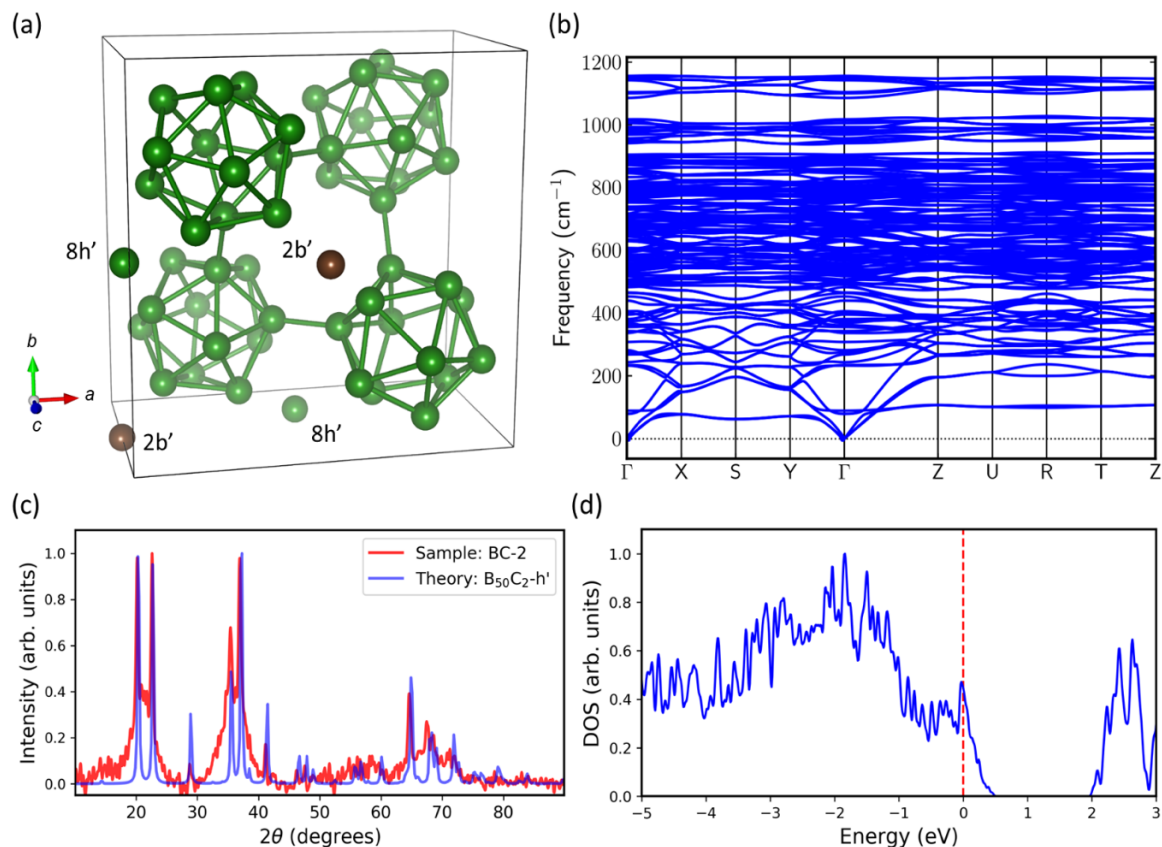 (a)
8h’
2b’
b
a
c
2b’
8h’
(b)
Frequency (cm⁻¹)
1200
1000
800
600
400
200
0
Γ X S Y Γ Z U R T Z
(c)
Intensity (arb. units)
1.0
0.8
0.6
0.4
0.2
0.0
Sample: BC-2
Theory: B₅₀C₂-h'
20 30 40 50 60 70 80
2θ (degrees)
(d)
DOS (arb. units)
1.0
0.8
0.6
0.4
0.2
0.0
−5 −4 −3 −2 −1 0 1 2 3
Energy (eV)